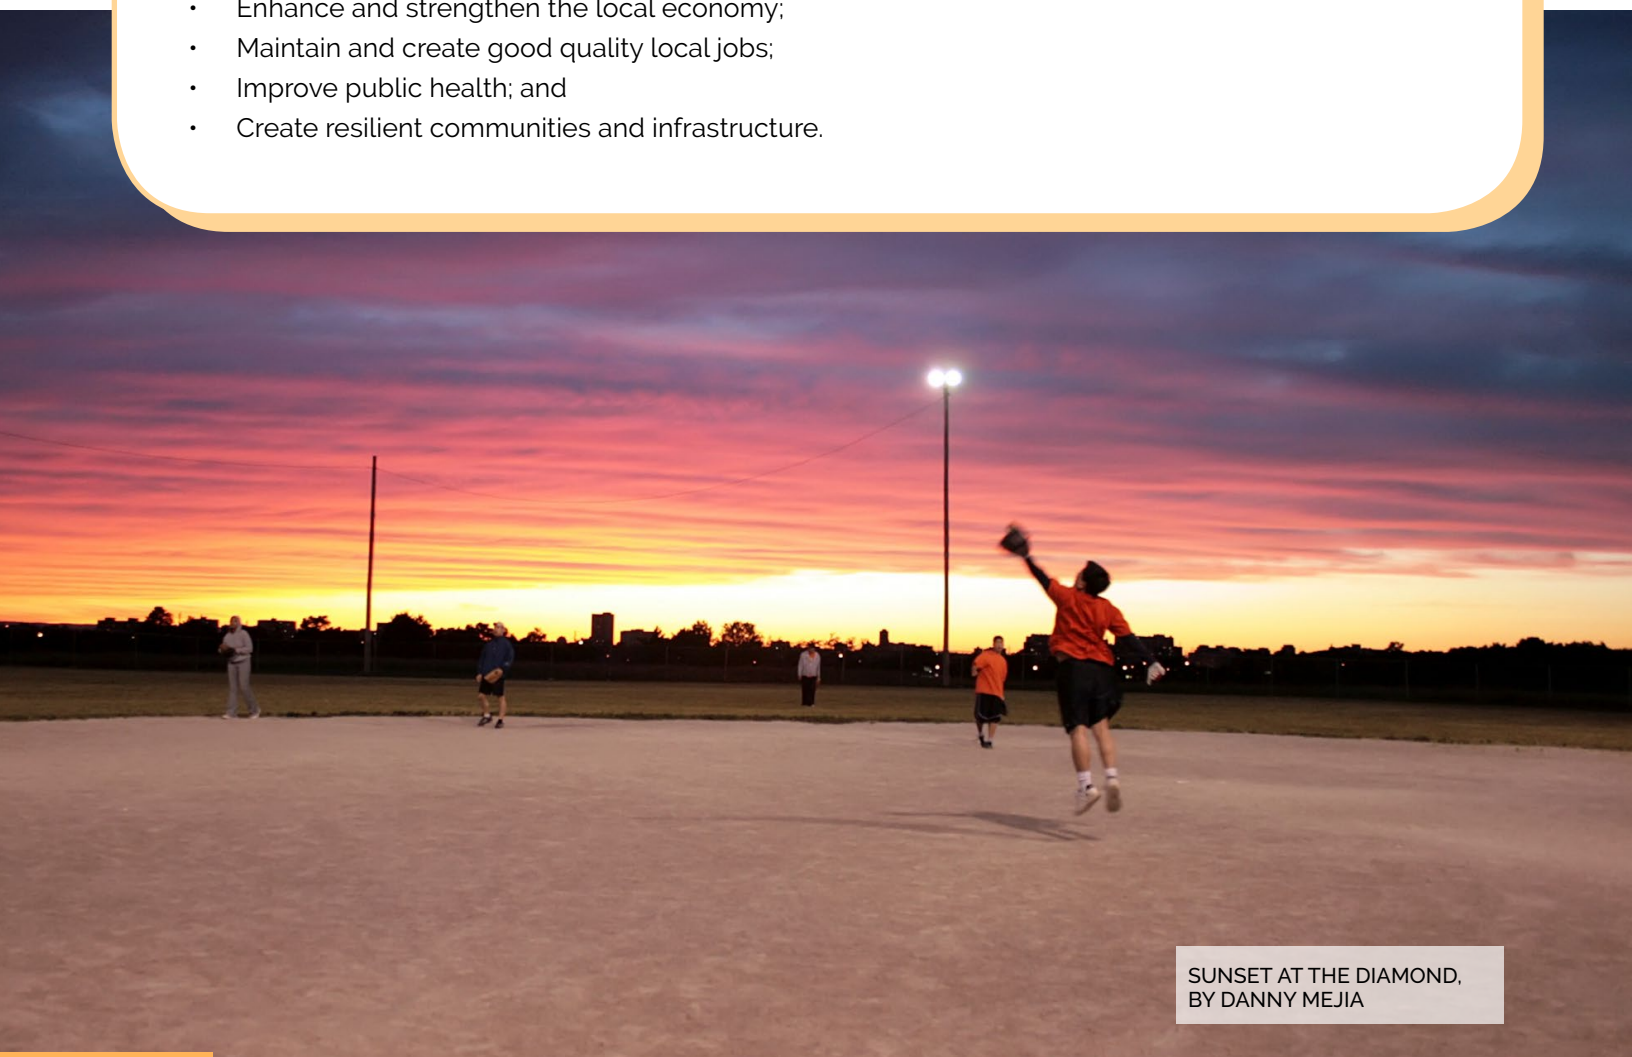 • Enhance and strengthen the local economy;
• Maintain and create good quality local jobs;
• Improve public health; and
• Create resilient communities and infrastructure.
SUNSET AT THE DIAMOND,
BY DANNY MEJIA